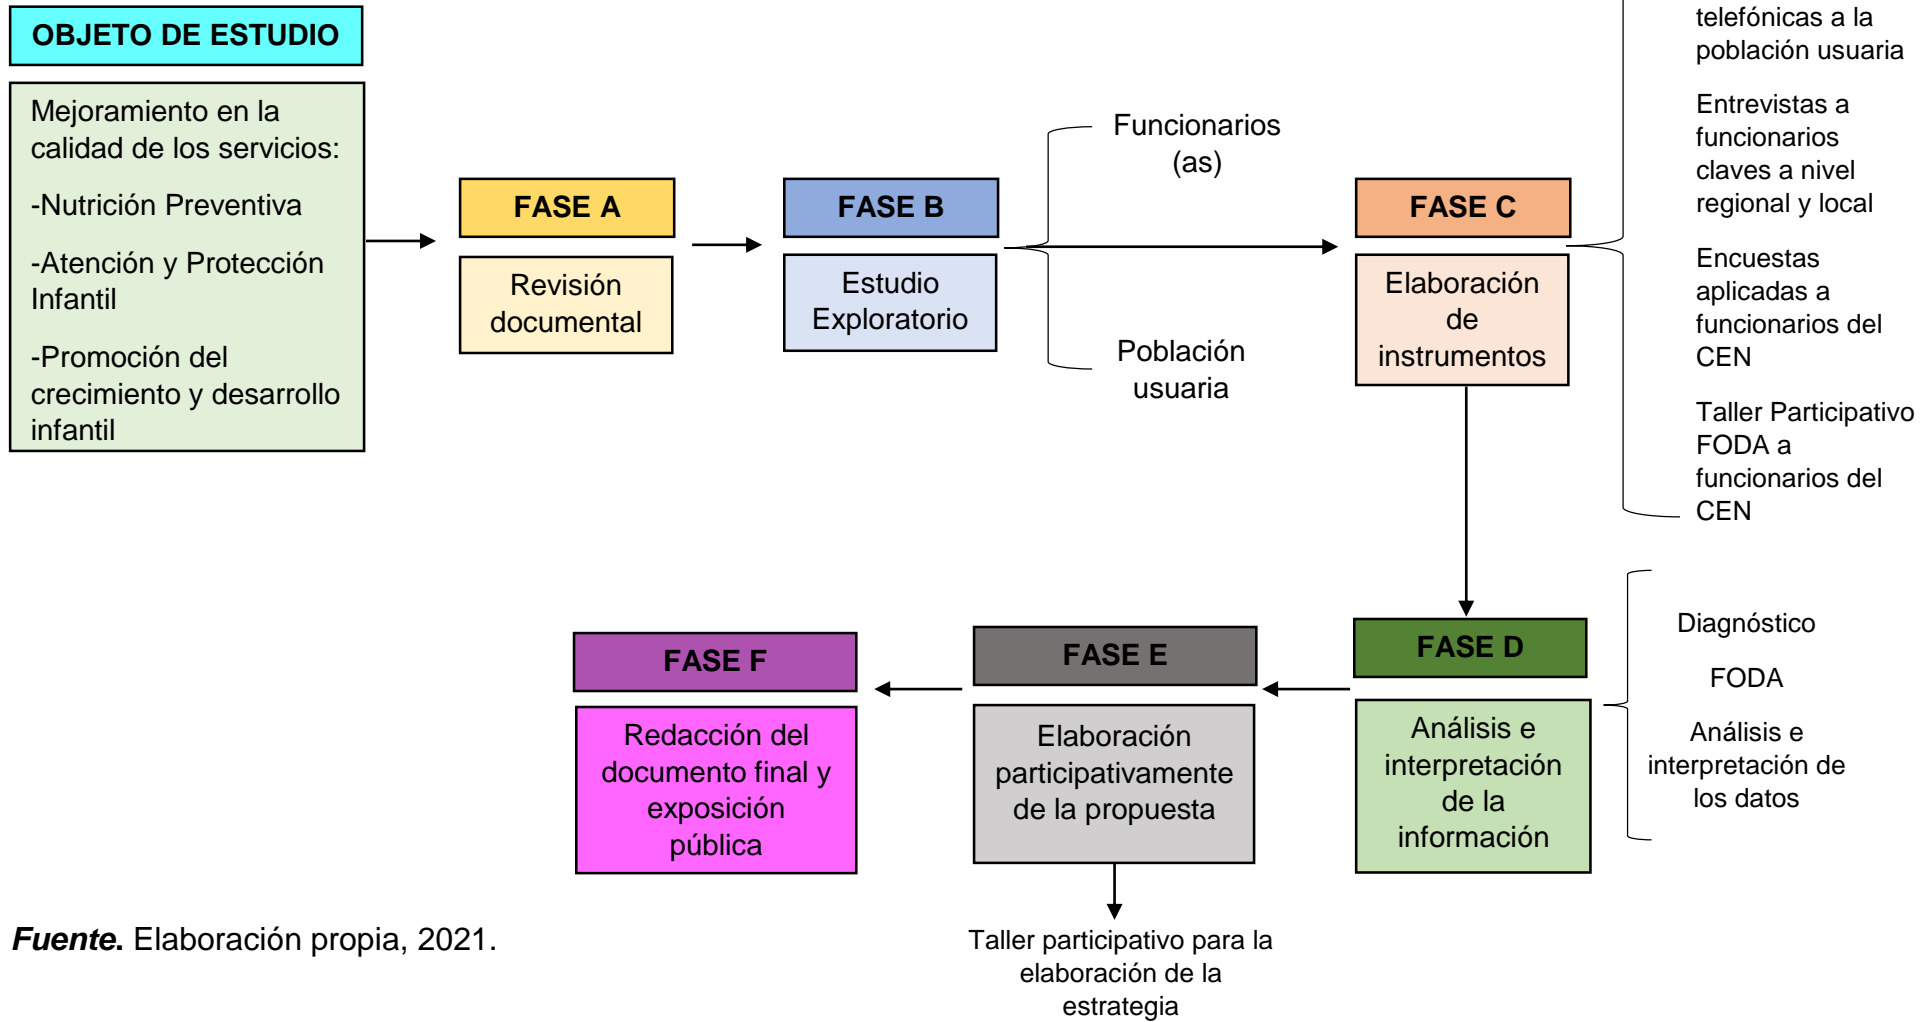 OBJETO DE ESTUDIO
Mejoramiento en la
calidad de los servicios:
-Nutrición Preventiva
-Atención y Protección
Infantil
-Promoción del
crecimiento y desarrollo
infantil
FASE A
Revisión
documental
FASE B
Estudio
Exploratorio
Funcionarios
(as)
Población
usuaria
FASE C
Elaboración
de
instrumentos
telefónicas a la
población usuaria
Entrevistas a
funcionarios
claves a nivel
regional y local
Encuestas
aplicadas a
funcionarios del
CEN
Taller Participativo
FODA a
funcionarios del
CEN
FASE D
Análisis e
interpretación
de la
información
Diagnóstico
FODA
Análisis e
interpretación de
los datos
FASE E
Elaboración
participativamente
de la propuesta
Taller participativo para la
elaboración de la
estrategia
FASE F
Redacción del
documento final y
exposición
pública
Fuente. Elaboración propia, 2021.